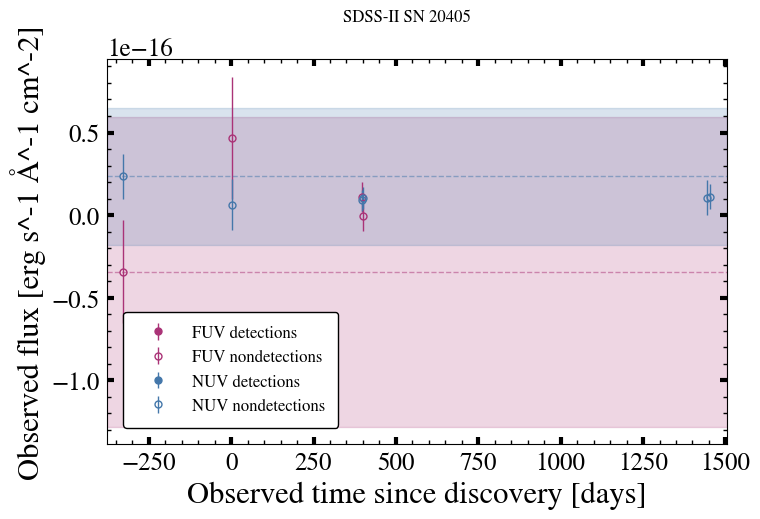 SDSS-II SN 20405
1e−16
Observed flux [erg s^-1 Å^-1 cm^-2]
0.5
0.0
−0.5
−1.0
FUV detections
FUV nondetections
NUV detections
NUV nondetections
−250 0 250 500 750 1000 1250 1500
Observed time since discovery [days]